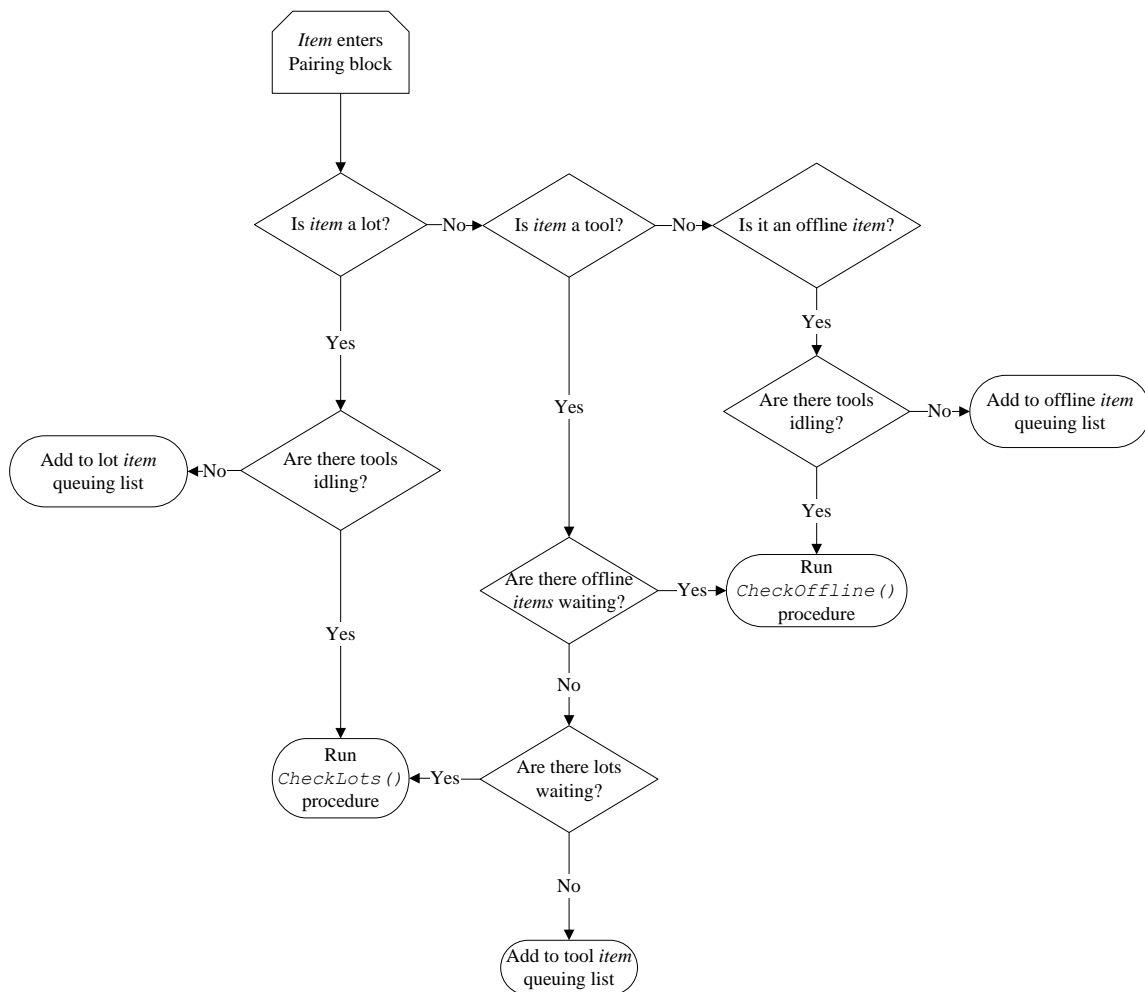 Item enters
Pairing block
Is item a lot?
No
Is item a tool?
No
Is it an offline item?
Yes
Yes
Yes
Are there tools
idling?
No
Add to offline item
queuing list
Add to lot item
queuing list
No
Are there tools
idling?
Yes
Are there offline
items waiting?
Yes
Run
CheckOffline()
procedure
Yes
No
Run
CheckLots()
procedure
Yes
Are there lots
waiting?
No
Add to tool item
queuing list